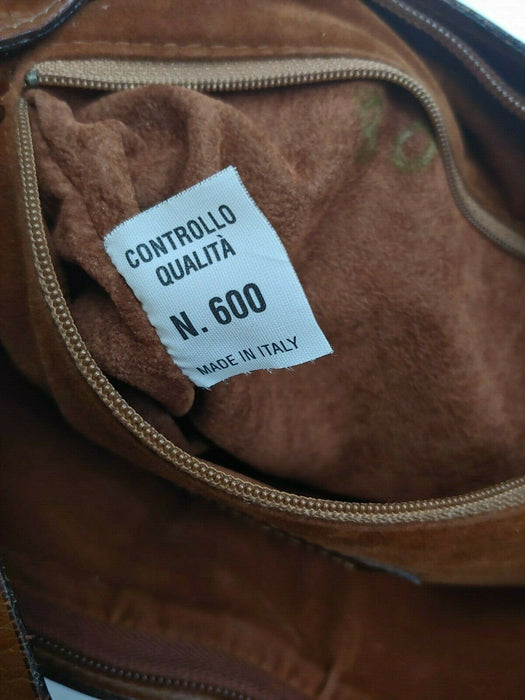 CONTROLLO
QUALITÀ
N. 600
MADE IN ITALY